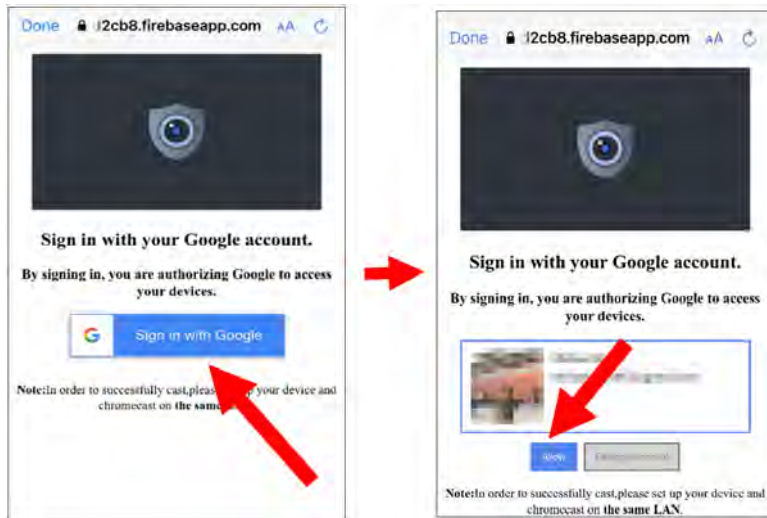 Done l2cb8.firebaseapp.com AA
Sign in with your Google account.
By signing in, you are authorizing Google to access
your devices.
G Sign in with Google
Note:In order to successfully cast,please your device and
chromecast on the same
Done l2cb8.firebaseapp.com AA
Sign in with your Google account.
By signing in, you are authorizing Google to access
your devices.
Note:In order to successfully cast,please set up your device and
chromecast on the same LAN.